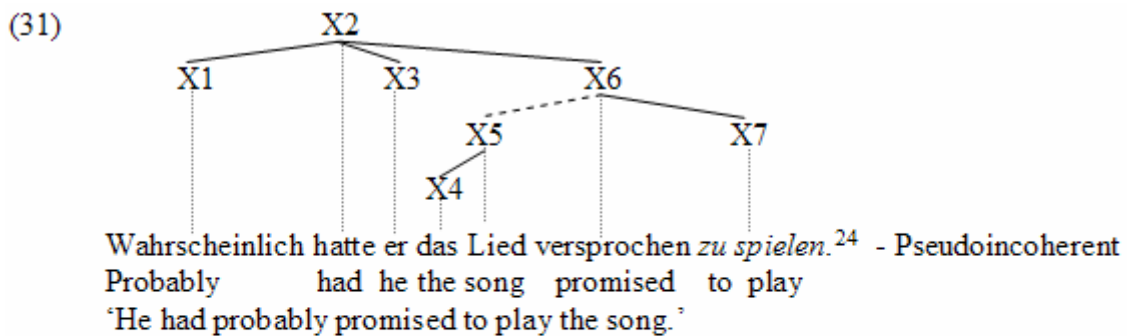 (31) X2
X1 X3 X6
X5 X7
X4
Wahrscheinlich hatte er das Lied versprochen zu spielen.24 - Pseudoincoherent
Probably had he the song promised to play
‘He had probably promised to play the song.’